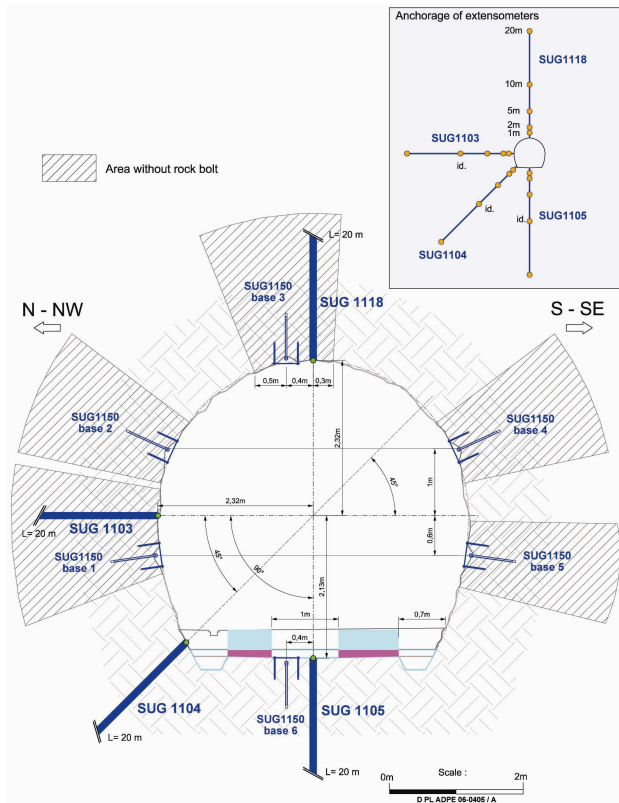 Anchorage of extensometers
20m
SUG1118
10m
5m
2m
1m
SUG1103
id.
id.
id.
SUG1105
SUG1104
Area without rock bolt
L= 20 m
SUG1150
base 3
SUG 1118
N - NW
S - SE
0,5m
0,4m
0,3m
SUG1150
base 2
SUG1150
base 4
2,32m
45°
1m
2,32m
SUG 1103
L= 20 m
0,6m
SUG1150
base 1
45°
90°
SUG1150
base 5
2,13m
1m
0,7m
0,4m
SUG 1104
SUG1150
base 6
SUG 1105
L= 20 m
L= 20 m
0m
Scale :
2m
D PL ADPE 06-0405 / A